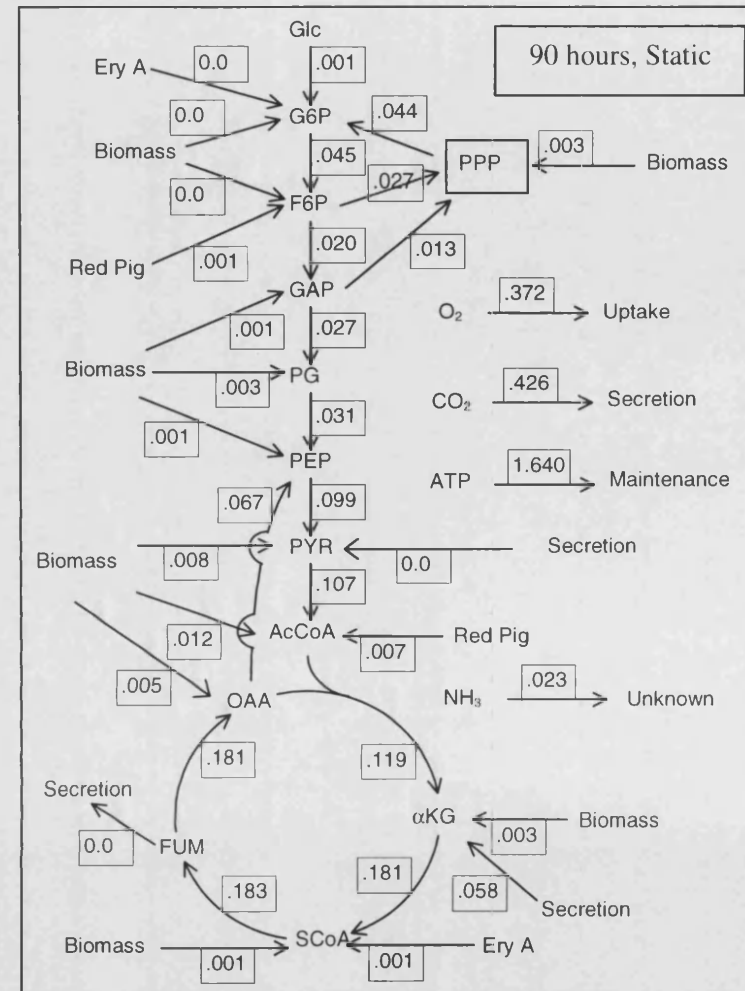 Glc
90 hours, Static
Ery A
0.0
.001
G6P
.044
0.0
Biomass
.045
PPP
.003
Biomass
0.0
.027
F6P
Red Pig
.001
.020
.013
GAP
O₂
.372
Uptake
.001
.027
Biomass
.003
PG
CO₂
.426
Secretion
.001
.031
PEP
ATP
1.640
Maintenance
.067
.099
Biomass
.008
PYR
0.0
Secretion
.107
.012
AcCoA
.007
Red Pig
.005
OAA
NH₃
.023
Unknown
.181
.119
Secretion
0.0
FUM
αKG
.003
Biomass
.183
.181
.058
Secretion
Biomass
.001
SCoA
.001
Ery A